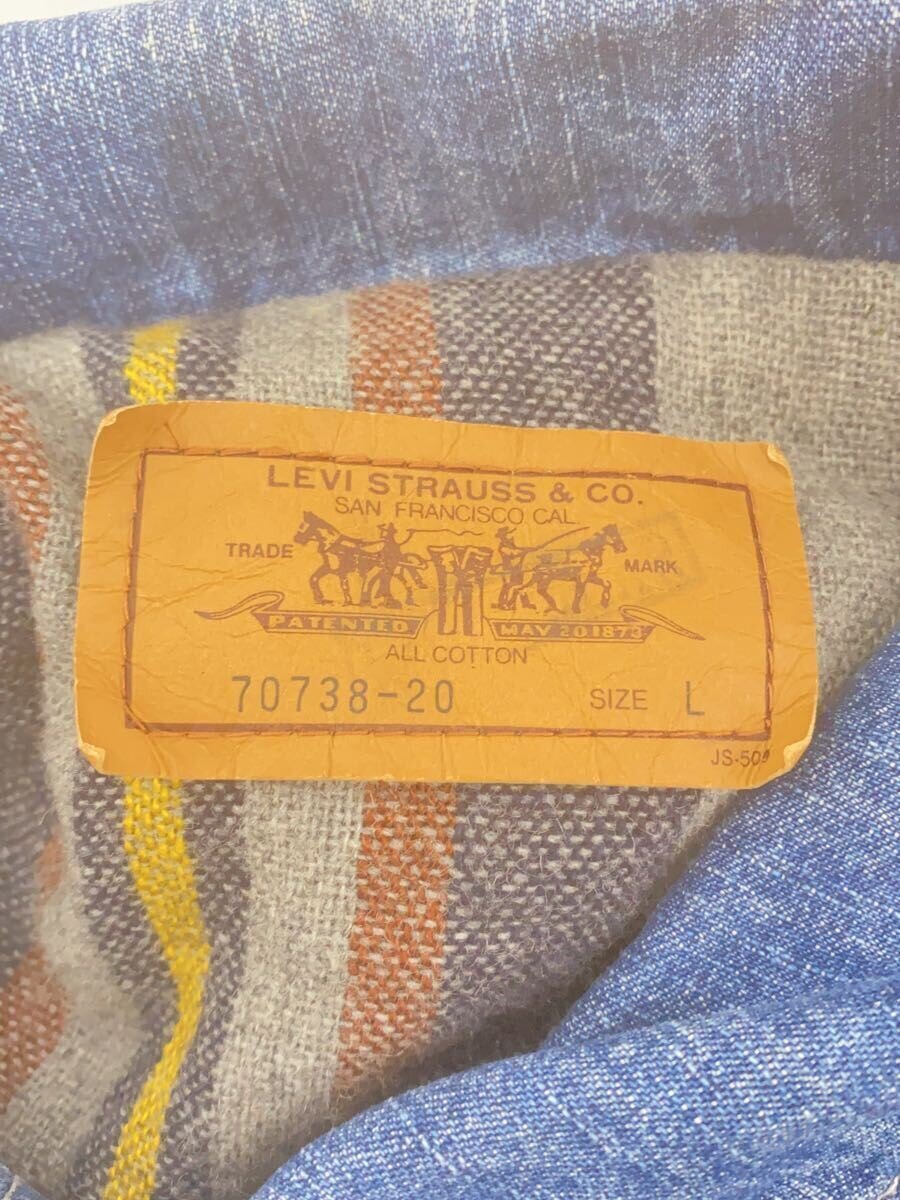 LEVI STRAUSS & CO.
SAN FRANCISCO CAL
TRADE MARK
PATENTED MAY 20 1873
ALL COTTON
70738-20 SIZE L